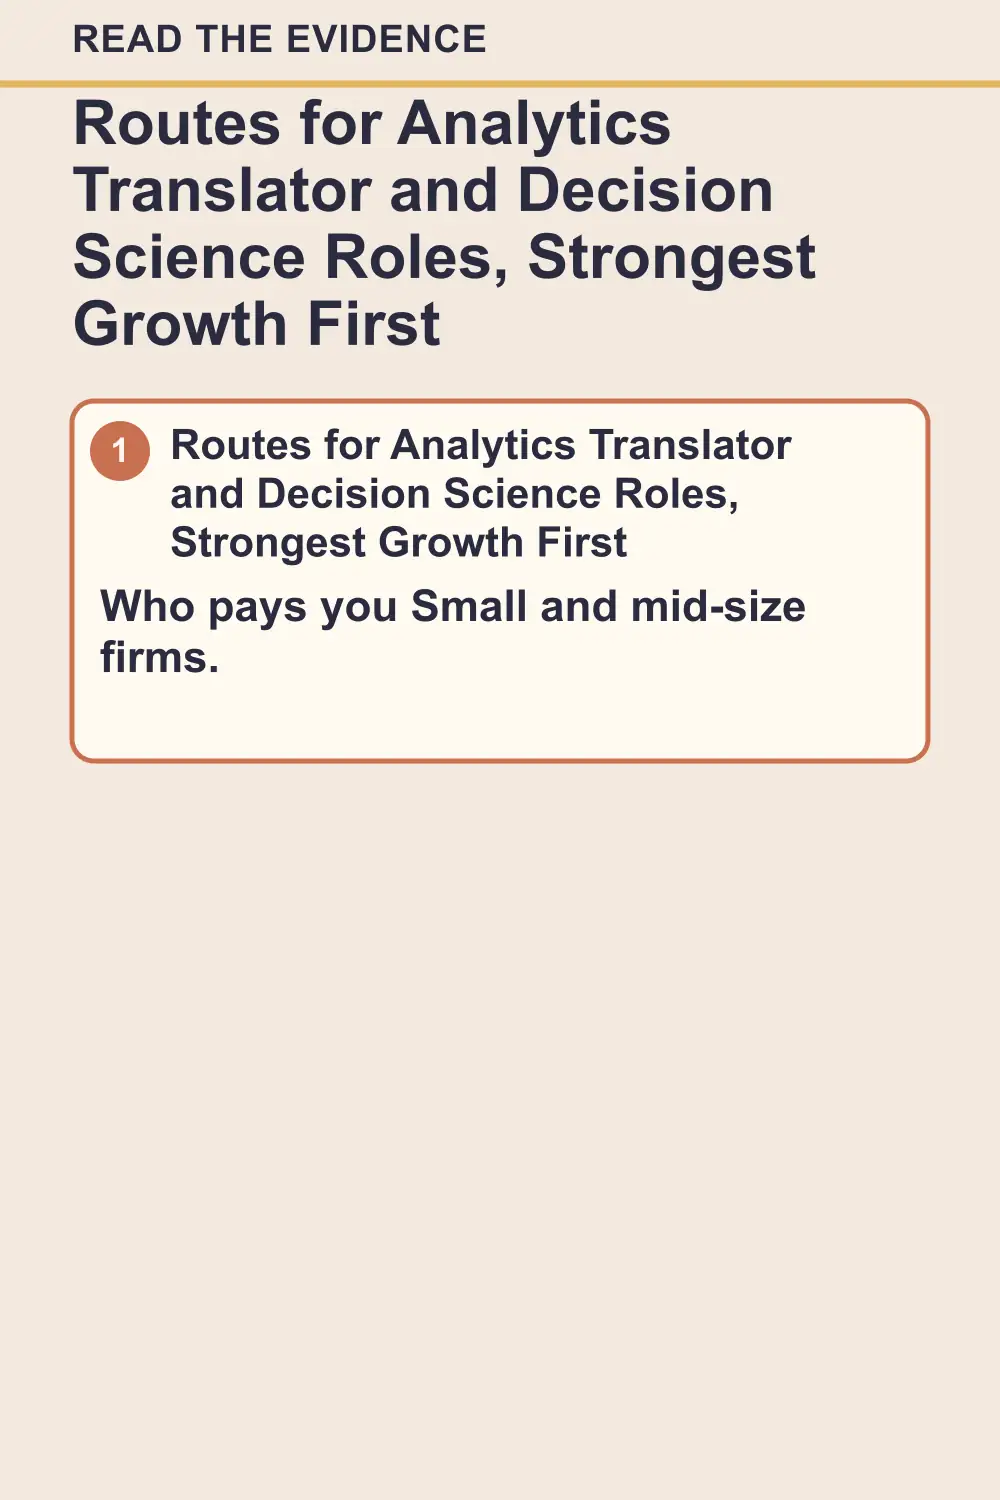 READ THE EVIDENCE
Routes for Analytics
Translator and Decision
Science Roles, Strongest
Growth First
1
Routes for Analytics Translator
and Decision Science Roles,
Strongest Growth First
Who pays you Small and mid-size
firms.